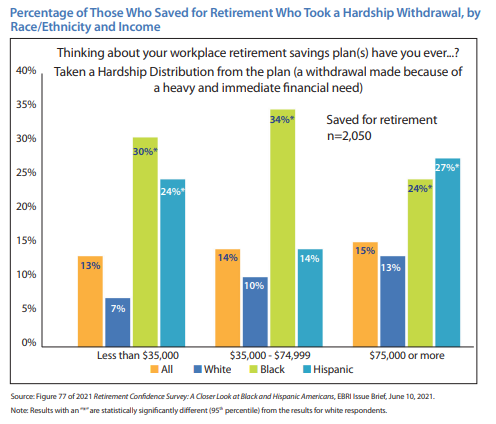 Percentage of Those Who Saved for Retirement Who Took a Hardship Withdrawal, by
Race/Ethnicity and Income
Thinking about your workplace retirement savings plan(s) have you ever...?
40%
Taken a Hardship Distribution from the plan (a withdrawal made because of
a heavy and immediate financial need)
35%
34%*
Saved for retirement
n=2,050
30%
30%*
27%*
25%
24%*
24%*
20%
15%
15%
14%
14%
13%
13%
10%
10%
7%
5%
0%
Less than $35,000
$35,000 - $74,999
$75,000 or more
All
White
Black
Hispanic
Source: Figure 77 of 2021 Retirement Confidence Survey: A Closer Look at Black and Hispanic Americans, EBRI Issue Brief, June 10, 2021.
Note: Results with an "*" are statistically significantly different (95th percentile) from the results for white respondents.